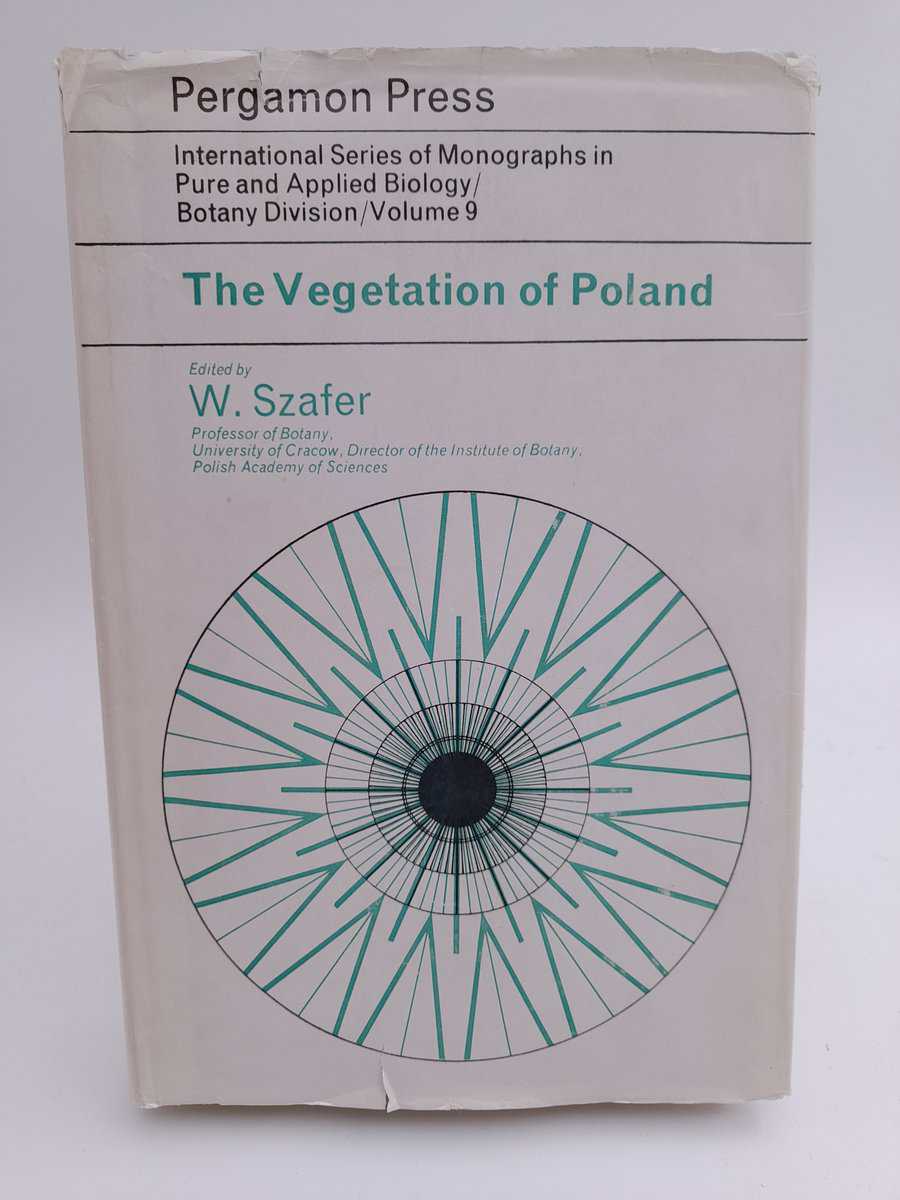 Pergamon Press
International Series of Monographs in
Pure and Applied Biology/
Botany Division/Volume 9
The Vegetation of Poland
Edited by
W. Szafer
Professor of Botany,
University of Cracow, Director of the Institute of Botany,
Polish Academy of Sciences